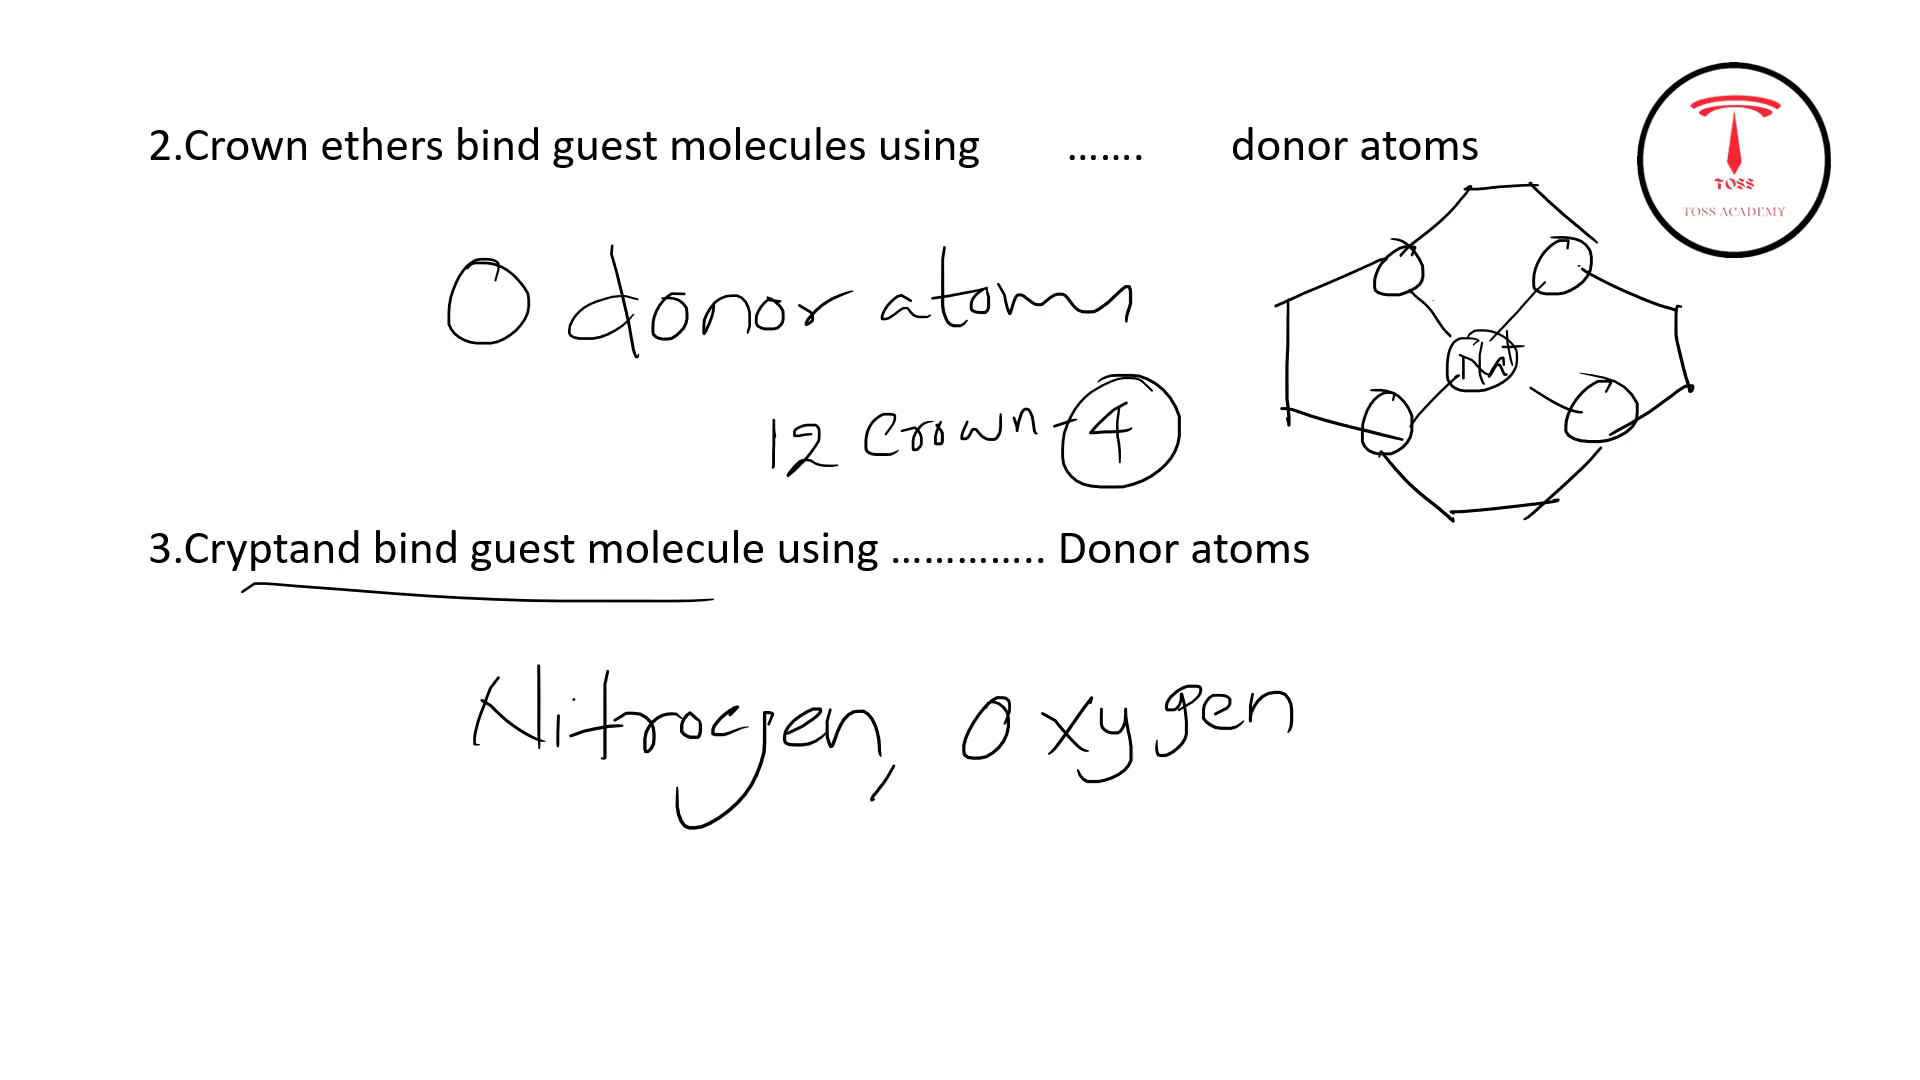 2.Crown ethers bind guest molecules using ....... donor atoms
TOSS
TOSS ACADEMY
O donor atoms
Na+
12 Crown-4
3.Cryptand bind guest molecule using .............. Donor atoms
Nitrogen, Oxygen